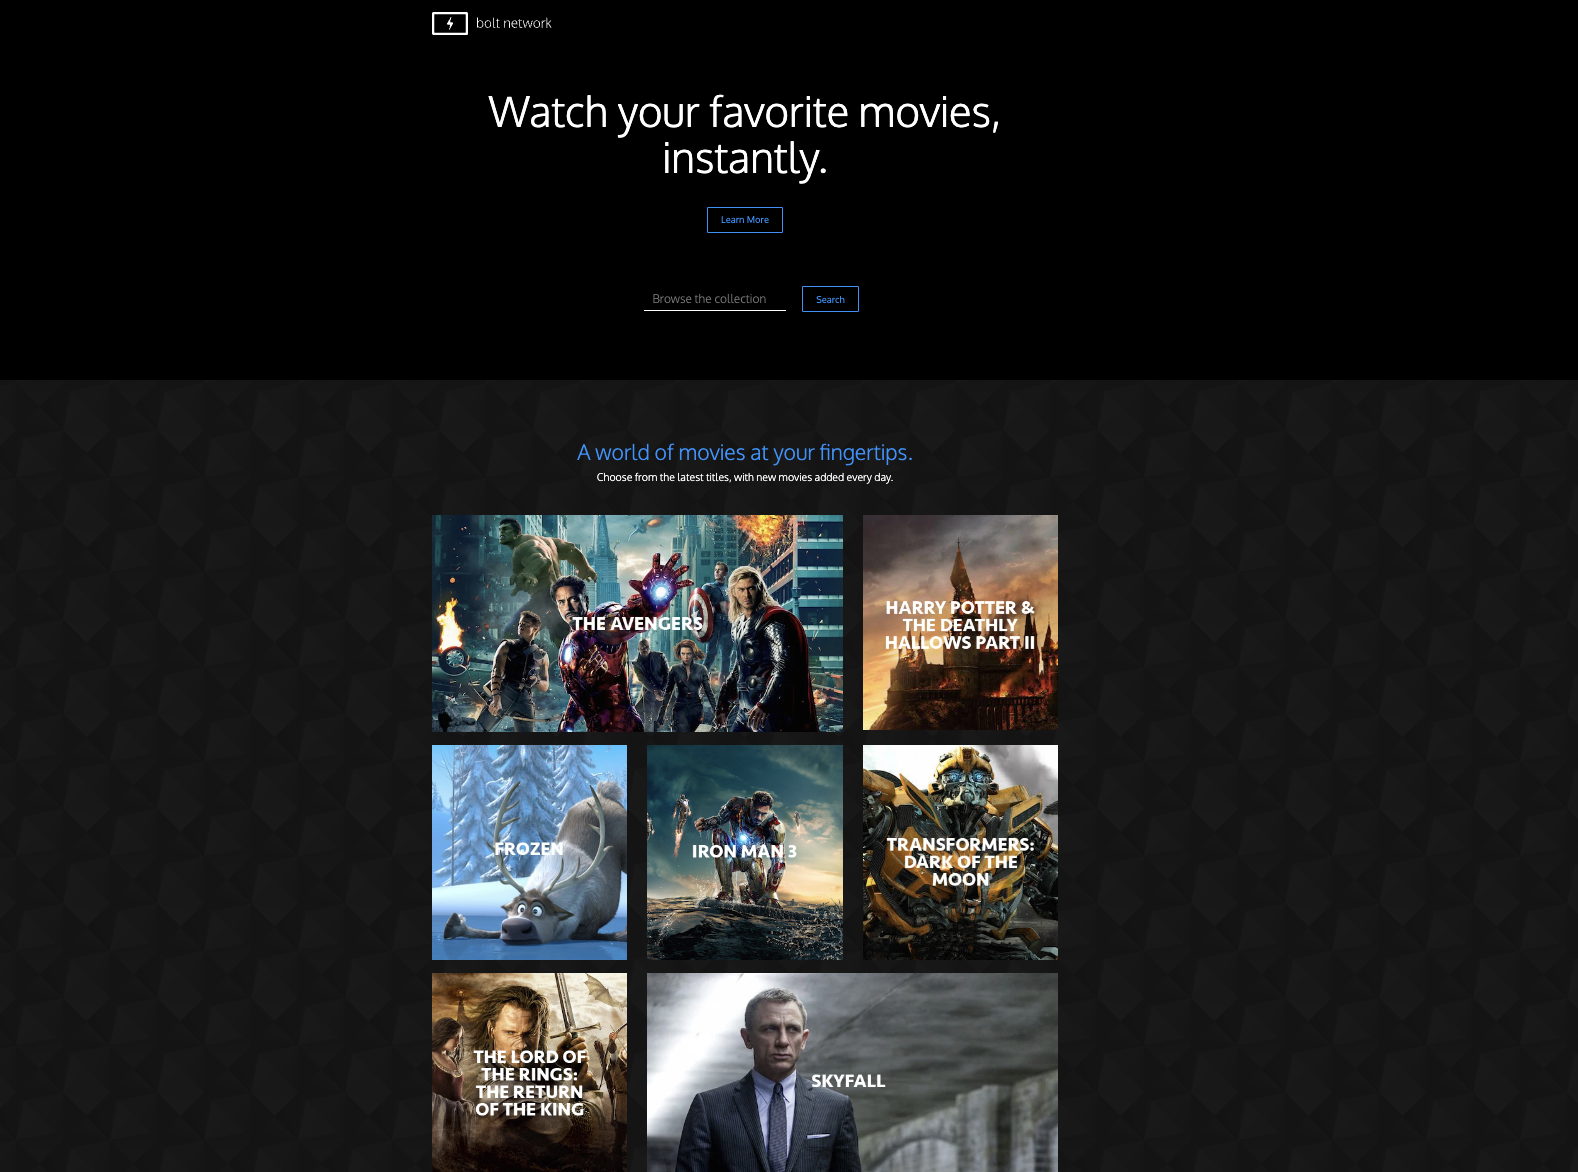 bolt network
Watch your favorite movies,
instantly.
Learn More
Browse the collection
Search
A world of movies at your fingertips.
Choose from the latest titles, with new movies added every day.
THE AVENGERS
HARRY POTTER &
THE DEATHLY
HALLOWS PART II
FROZEN
IRON MAN 3
TRANSFORMERS:
DARK OF THE
MOON
THE LORD OF
THE RINGS:
THE RETURN
OF THE KING
SKYFALL